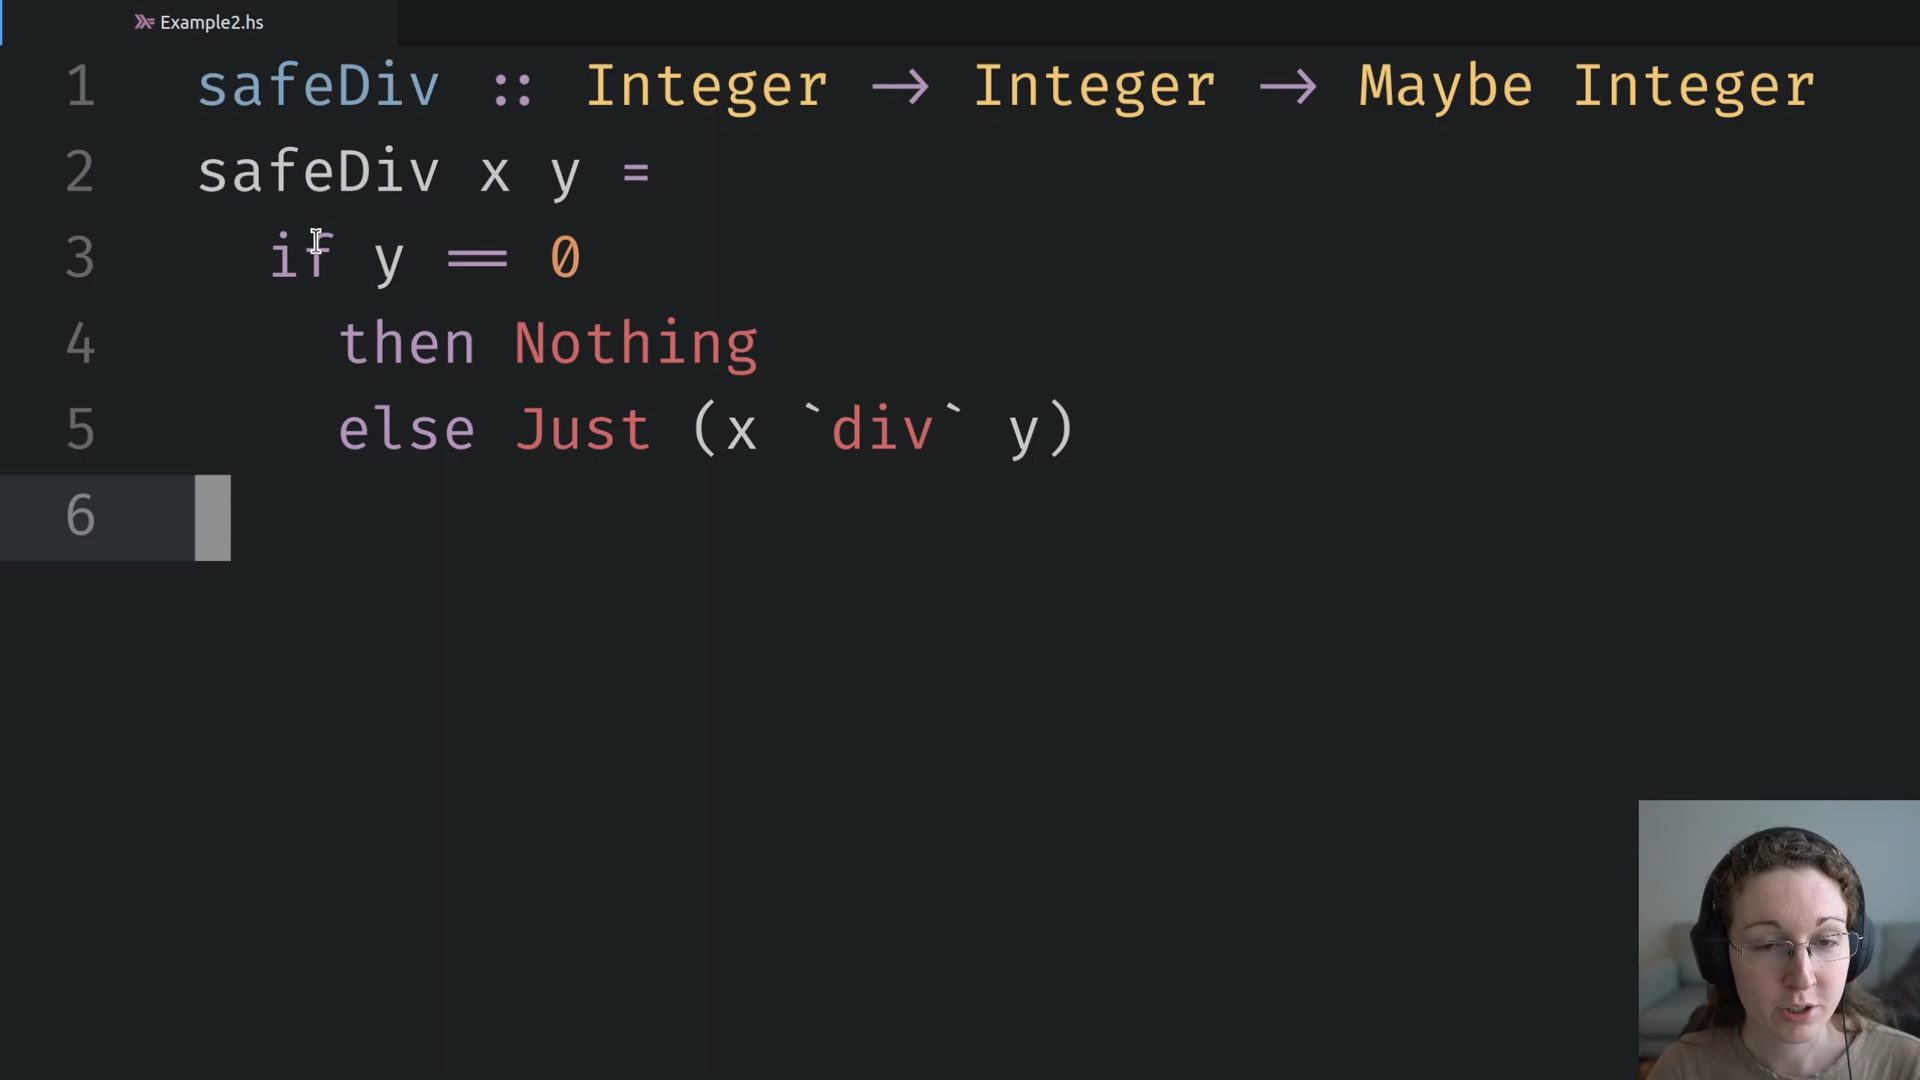 Example2.hs
1 safeDiv :: Integer → Integer → Maybe Integer
2 safeDiv x y =
3 if y == 0
4 then Nothing
5 else Just (x `div` y)
6